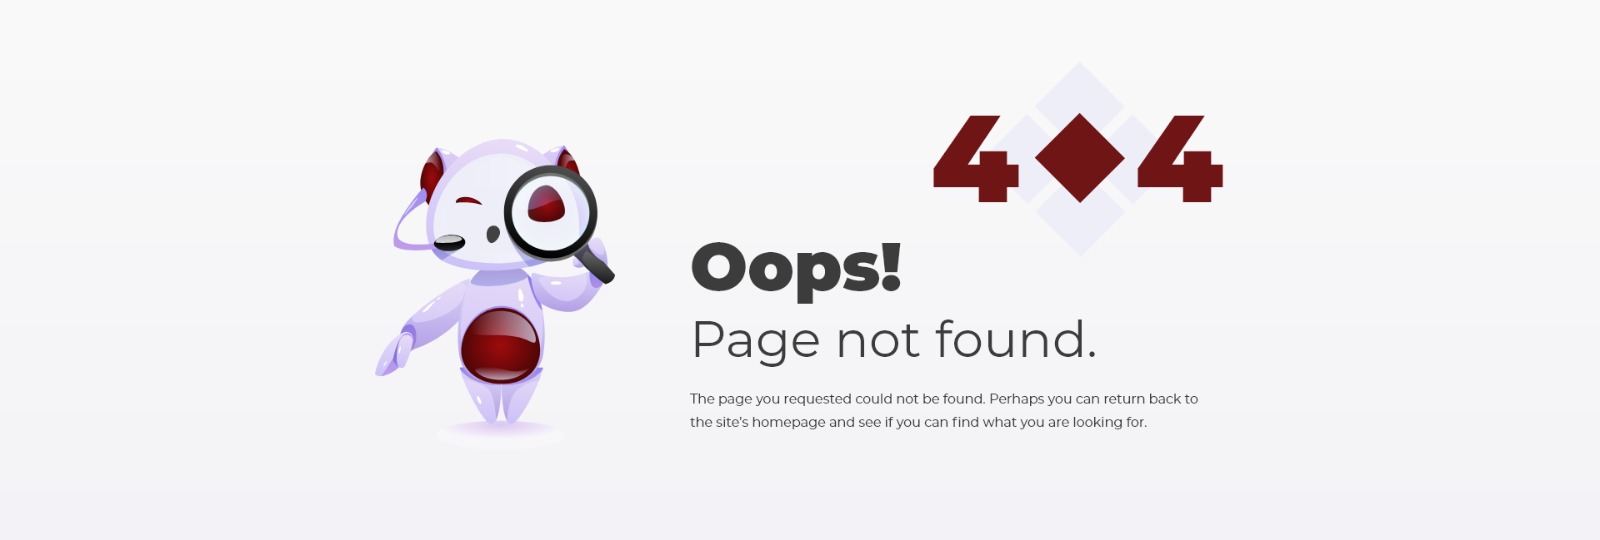 4 4
Oops!
Page not found.
The page you requested could not be found. Perhaps you can return back to
the site's homepage and see if you can find what you are looking for.